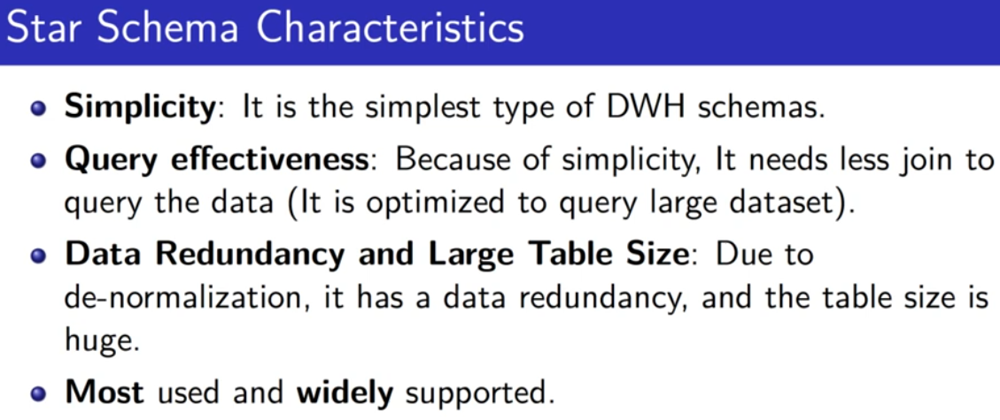 Star Schema Characteristics
Simplicity: It is the simplest type of DWH schemas.
Query effectiveness: Because of simplicity, It needs less join to
query the data (It is optimized to query large dataset).
Data Redundancy and Large Table Size: Due to
de-normalization, it has a data redundancy, and the table size is
huge.
Most used and widely supported.